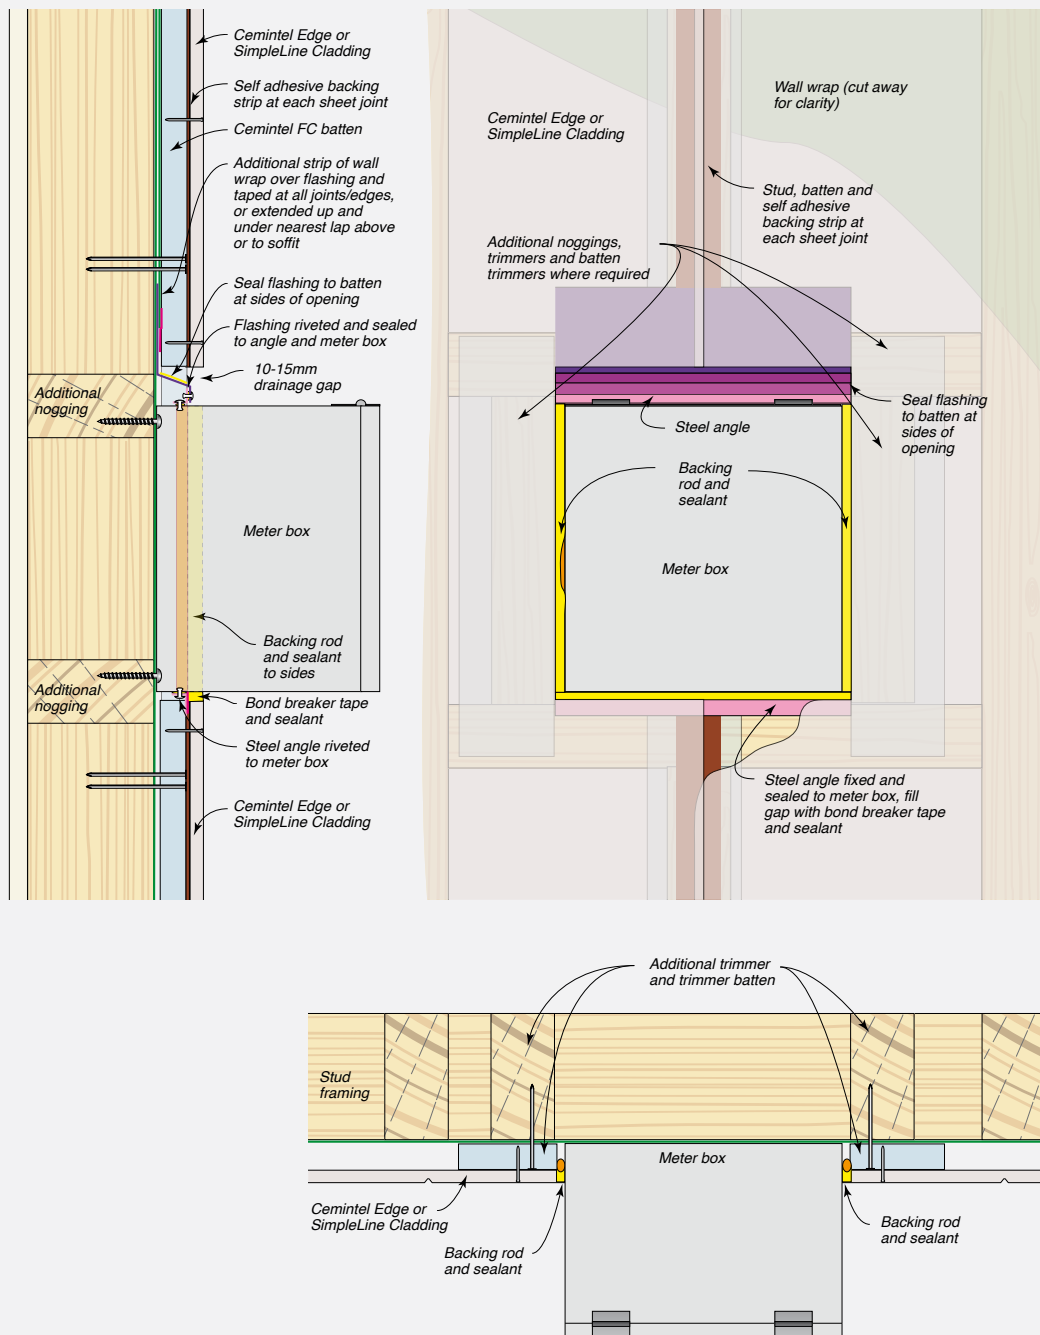 Cemintel Edge or
SimpleLine Cladding
Self adhesive backing
strip at each sheet joint
Cemintel FC batten
Additional strip of wall
wrap over flashing and
taped at all joints/edges,
or extended up and
under nearest lap above
or to soffit
Seal flashing to batten
at sides of opening
Flashing riveted and sealed
to angle and meter box
10-15mm
drainage gap
Additional
nogging
Meter box
Backing rod
and sealant
to sides
Additional
nogging
Bond breaker tape
and sealant
Steel angle riveted
to meter box
Cemintel Edge or
SimpleLine Cladding
Wall wrap (cut away
for clarity)
Cemintel Edge or
SimpleLine Cladding
Stud, batten and
self adhesive
backing strip at
each sheet joint
Additional noggings,
trimmers and batten
trimmers where required
Seal flashing
to batten at
sides of
opening
Steel angle
Backing
rod and
sealant
Meter box
Steel angle fixed and
sealed to meter box, fill
gap with bond breaker tape
and sealant
Additional trimmer
and trimmer batten
Stud
framing
Meter box
Cemintel Edge or
SimpleLine Cladding
Backing rod
and sealant
Backing rod
and sealant